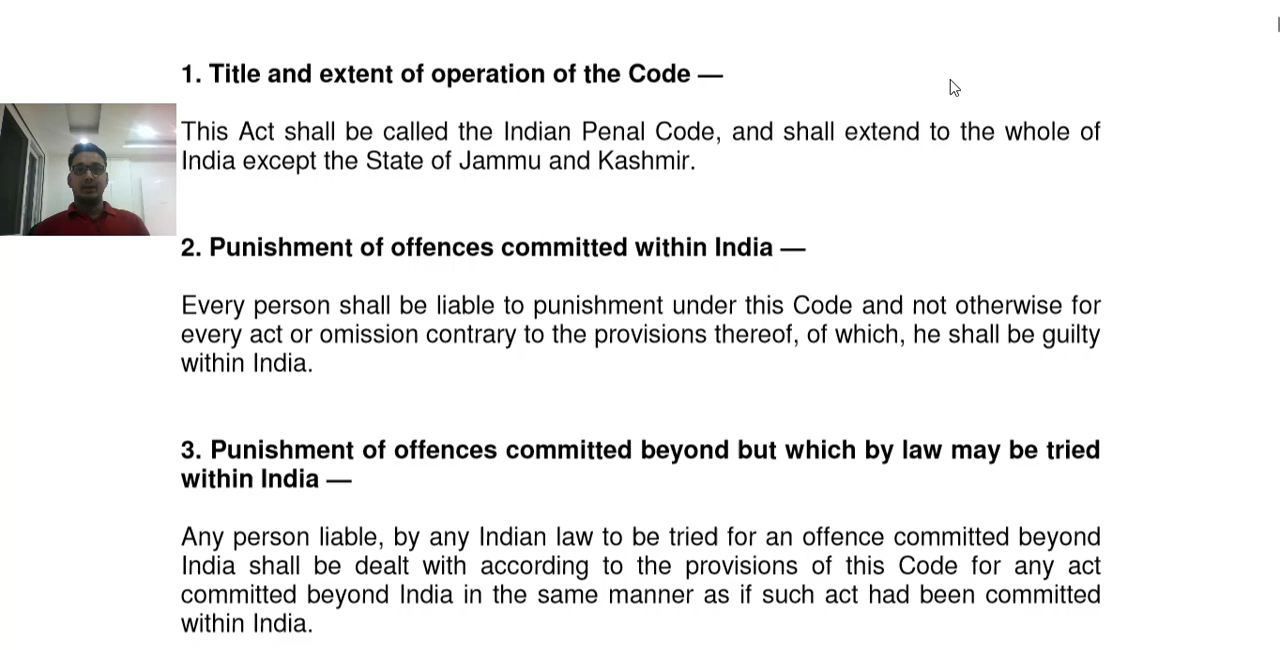 1. Title and extent of operation of the Code —
This Act shall be called the Indian Penal Code, and shall extend to the whole of
India except the State of Jammu and Kashmir.
2. Punishment of offences committed within India —
Every person shall be liable to punishment under this Code and not otherwise for
every act or omission contrary to the provisions thereof, of which, he shall be guilty
within India.
3. Punishment of offences committed beyond but which by law may be tried
within India —
Any person liable, by any Indian law to be tried for an offence committed beyond
India shall be dealt with according to the provisions of this Code for any act
committed beyond India in the same manner as if such act had been committed
within India.